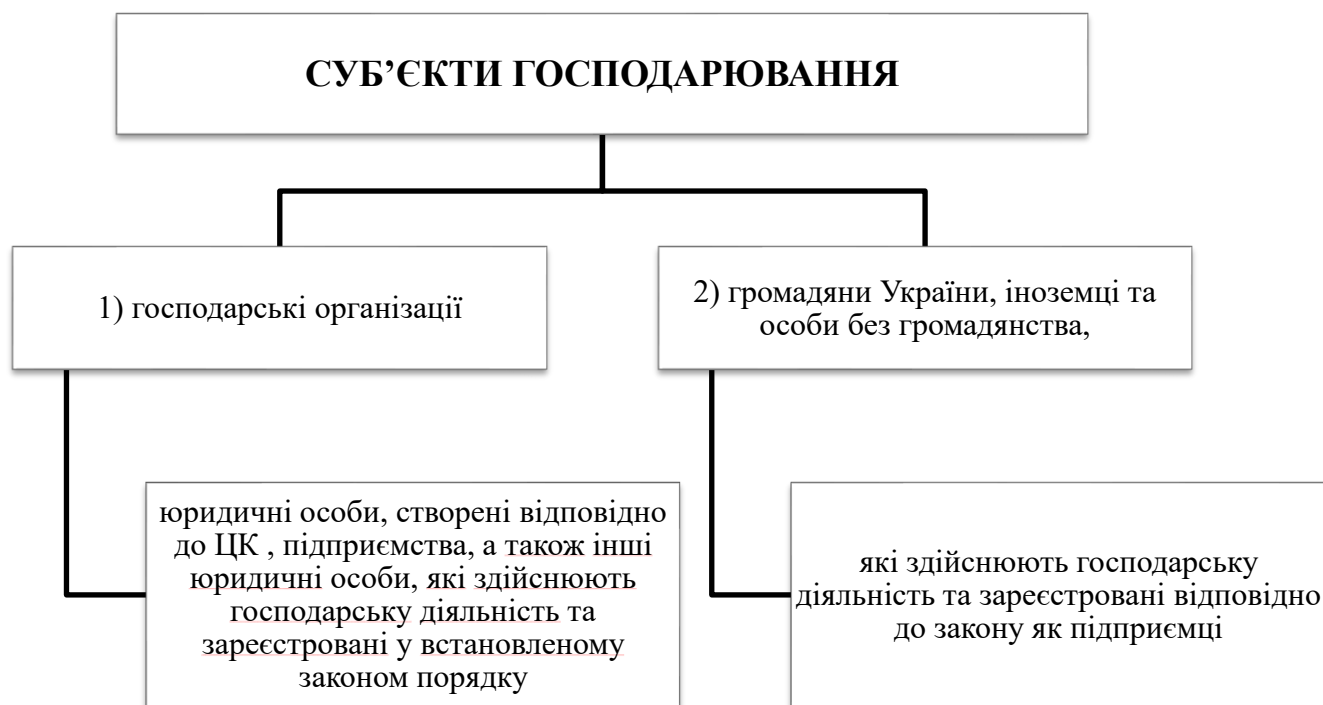 СУБ’ЄКТИ ГОСПОДАРЮВАННЯ
1) господарські організації
2) громадяни України, іноземці та
особи без громадянства,
юридичні особи, створені відповідно
до ЦК , підприємства, а також інші
юридичні особи, які здійснюють
господарську діяльність та
зареєстровані у встановленому
законом порядку
які здійснюють господарську
діяльність та зареєстровані відповідно
до закону як підприємці